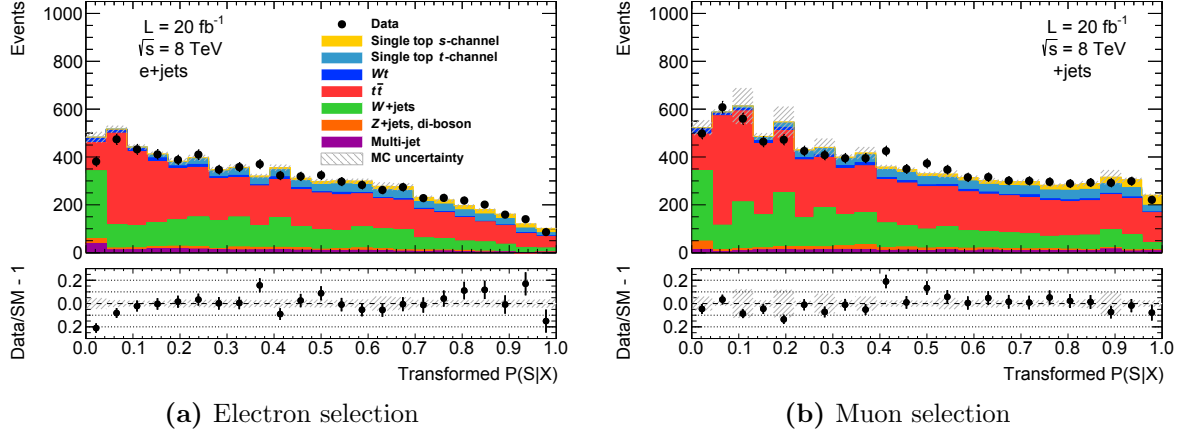 Events
1000
800
600
400
200
0
L = 20 fb⁻¹
√s = 8 TeV
e+jets
Data
Single top s-channel
Single top t-channel
Wt
tt̄
W+jets
Z+jets, di-boson
Multi-jet
MC uncertainty
Data/SM - 1
0.2
0.0
0.2
0.0 0.1 0.2 0.3 0.4 0.5 0.6 0.7 0.8 0.9 1.0
Transformed P(S|X)
(a) Electron selection
Events
1000
800
600
400
200
0
L = 20 fb⁻¹
√s = 8 TeV
+jets
Data/SM - 1
0.2
0.0
0.2
0.0 0.1 0.2 0.3 0.4 0.5 0.6 0.7 0.8 0.9 1.0
Transformed P(S|X)
(b) Muon selection